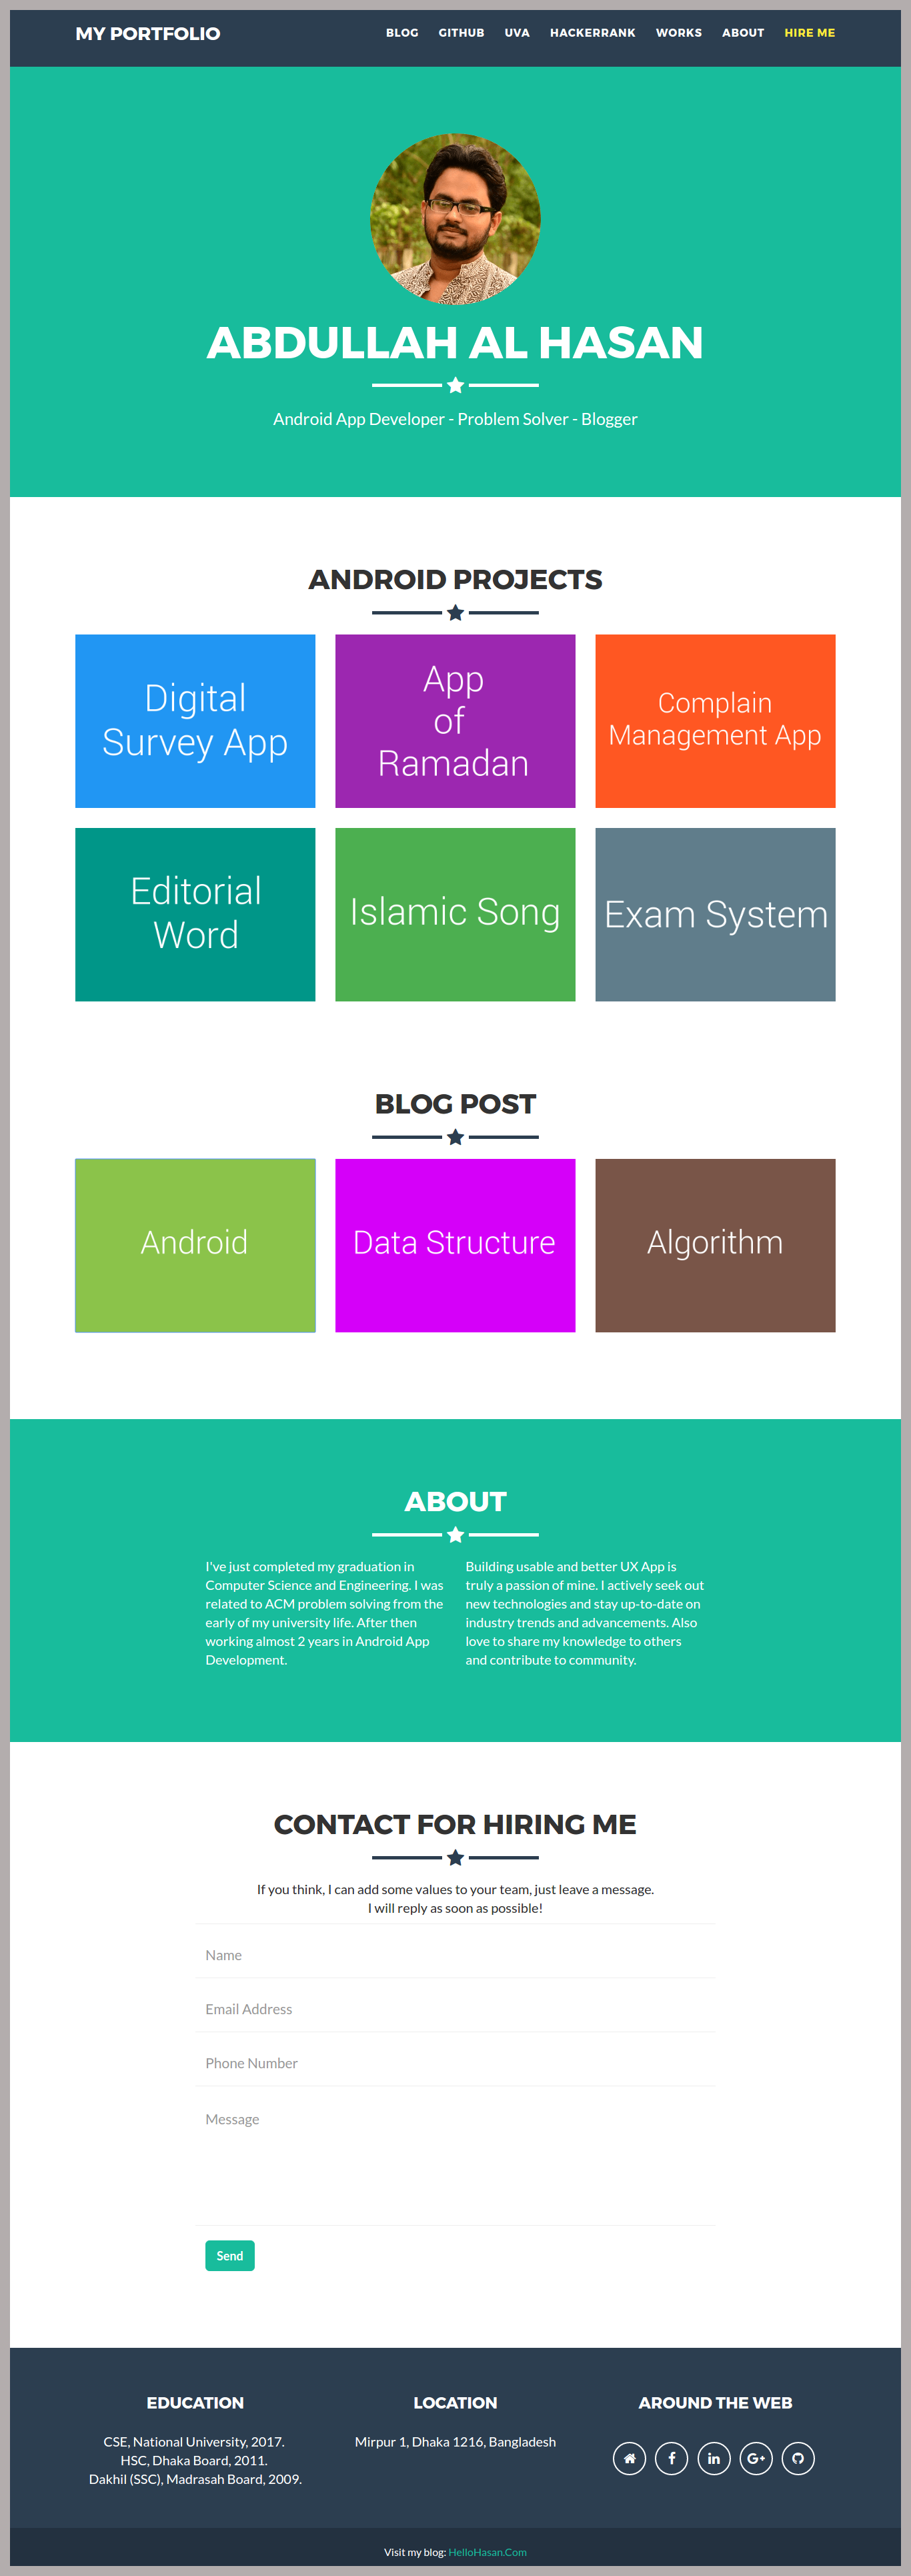 MY PORTFOLIO
BLOG GITHUB UVA HACKERRANK WORKS ABOUT HIRE ME
ABDULLAH AL HASAN
Android App Developer - Problem Solver - Blogger
ANDROID PROJECTS
Digital
Survey App
App
of
Ramadan
Complain
Management App
Editorial
Word
Islamic Song
Exam System
BLOG POST
Android
Data Structure
Algorithm
ABOUT
I've just completed my graduation in
Computer Science and Engineering. I was
related to ACM problem solving from the
early of my university life. After then
working almost 2 years in Android App
Development.
Building usable and better UX App is
truly a passion of mine. I actively seek out
new technologies and stay up-to-date on
industry trends and advancements. Also
love to share my knowledge to others
and contribute to community.
CONTACT FOR HIRING ME
If you think, I can add some values to your team, just leave a message.
I will reply as soon as possible!
Name
Email Address
Phone Number
Message
Send
EDUCATION
CSE, National University, 2017.
HSC, Dhaka Board, 2011.
Dakhil (SSC), Madrasah Board, 2009.
LOCATION
Mirpur 1, Dhaka 1216, Bangladesh
AROUND THE WEB
Visit my blog: HelloHasan.Com